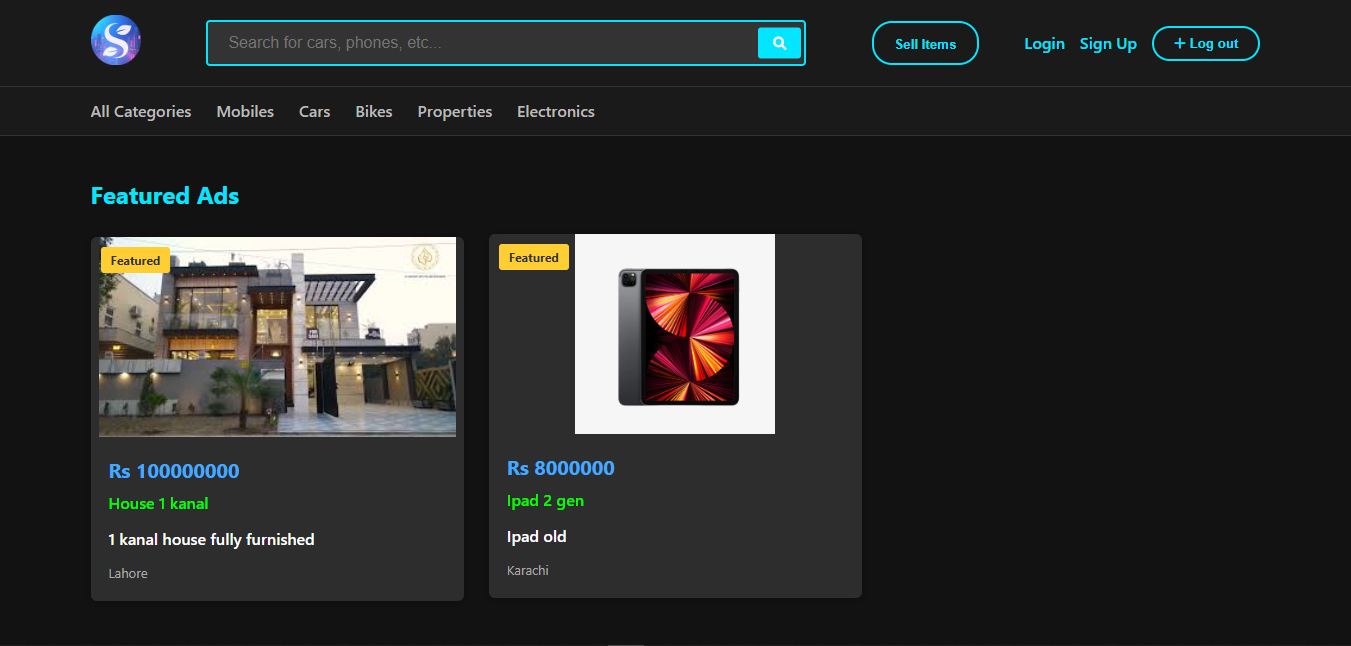 Search for cars, phones, etc...
Sell Items
Login
Sign Up
+ Log out
All Categories
Mobiles
Cars
Bikes
Properties
Electronics
Featured Ads
Featured
Rs 100000000
House 1 kanal
1 kanal house fully furnished
Lahore
Featured
Rs 8000000
Ipad 2 gen
Ipad old
Karachi